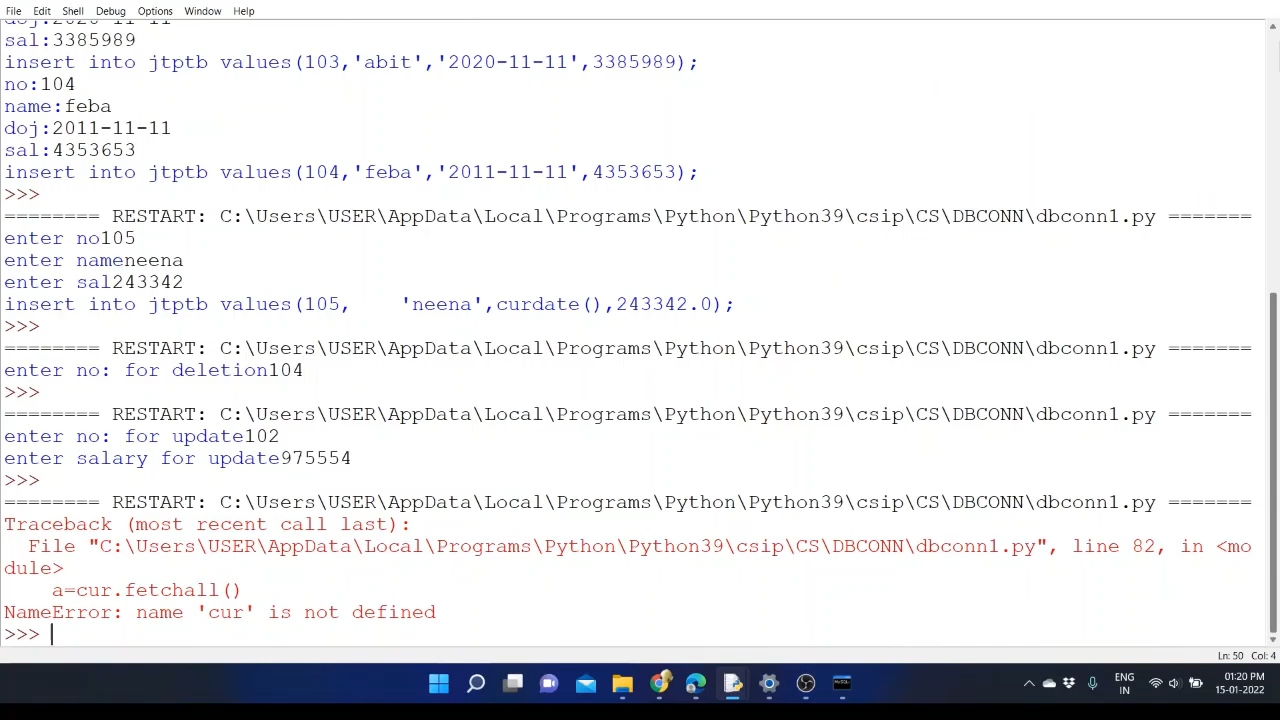 File Edit Shell Debug Options Window Help
doj:2020-11-11
sal:3385989
insert into jtptb values(103,'abit','2020-11-11',3385989);
no:104
name:feba
doj:2011-11-11
sal:4353653
insert into jtptb values(104,'feba','2011-11-11',4353653);
>>>
======== RESTART: C:\Users\USER\AppData\Local\Programs\Python\Python39\csip\CS\DBCONN\dbconn1.py =======
enter no105
enter nameneena
enter sal243342
insert into jtptb values(105,    'neena',curdate(),243342.0);
>>>
======== RESTART: C:\Users\USER\AppData\Local\Programs\Python\Python39\csip\CS\DBCONN\dbconn1.py =======
enter no: for deletion104
>>>
======== RESTART: C:\Users\USER\AppData\Local\Programs\Python\Python39\csip\CS\DBCONN\dbconn1.py =======
enter no: for update102
enter salary for update975554
>>>
======== RESTART: C:\Users\USER\AppData\Local\Programs\Python\Python39\csip\CS\DBCONN\dbconn1.py =======
Traceback (most recent call last):
  File "C:\Users\USER\AppData\Local\Programs\Python\Python39\csip\CS\DBCONN\dbconn1.py", line 82, in <mo
dule>
    a=cur.fetchall()
NameError: name 'cur' is not defined
>>>
Ln: 50 Col: 4
ENG
IN
01:20 PM
15-01-2022